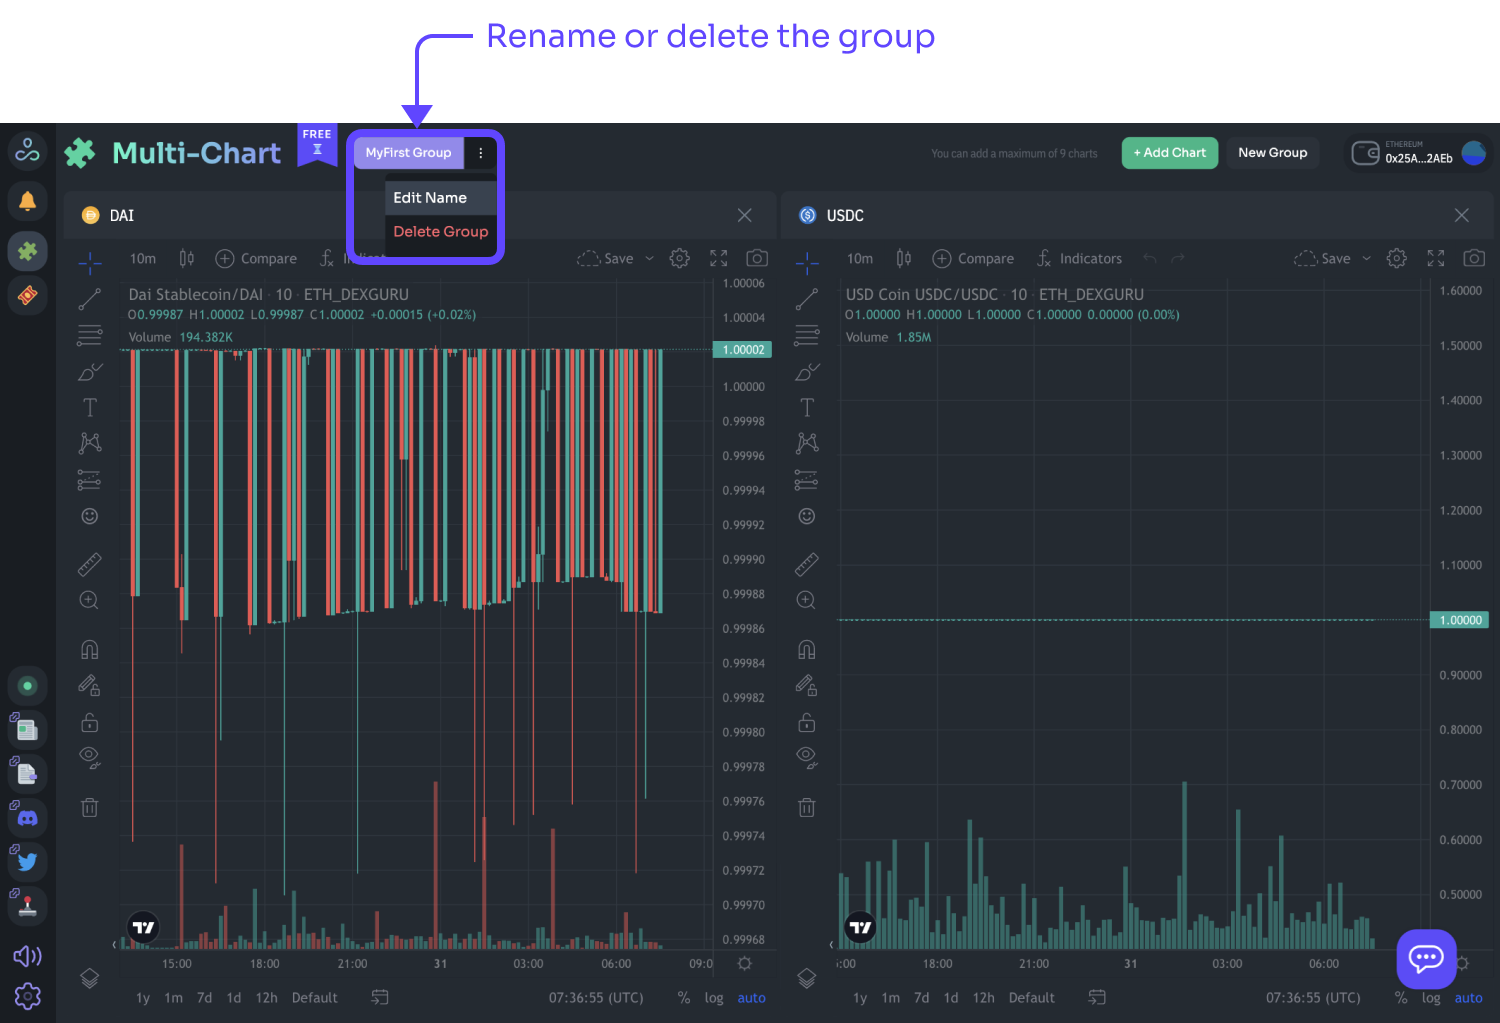 Rename or delete the group
Multi-Chart
FREE
MyFirst Group
You can add a maximum of 9 charts
+ Add Chart
New Group
ETHEREUM
0x25A...2AEb
Edit Name
Delete Group
DAI
10m
Compare
Save
Dai Stablecoin/DAI · 10 · ETH_DEXGURU
O0.99987 H1.00002 L0.99987 C1.00002 +0.00015 (+0.02%)
Volume 194.382K
1.00006
1.00004
1.00002
1.00000
0.99998
0.99996
0.99994
0.99992
0.99990
0.99988
0.99986
0.99984
0.99982
0.99980
0.99978
0.99976
0.99974
0.99972
0.99970
0.99968
15:00 18:00 21:00 31 03:00 06:00 09:0
1y 1m 7d 1d 12h Default
07:36:55 (UTC) % log auto
USDC
10m
Compare
Indicators
Save
USD Coin USDC/USDC · 10 · ETH_DEXGURU
O1.00000 H1.00000 L1.00000 C1.00000 0.00000 (0.00%)
Volume 1.85M
1.60000
1.50000
1.40000
1.30000
1.20000
1.10000
1.00000
0.90000
0.80000
0.70000
0.60000
0.50000
:00 18:00 21:00 31 03:00 06:00
1y 1m 7d 1d 12h Default
07:36:55 (UTC) % log auto